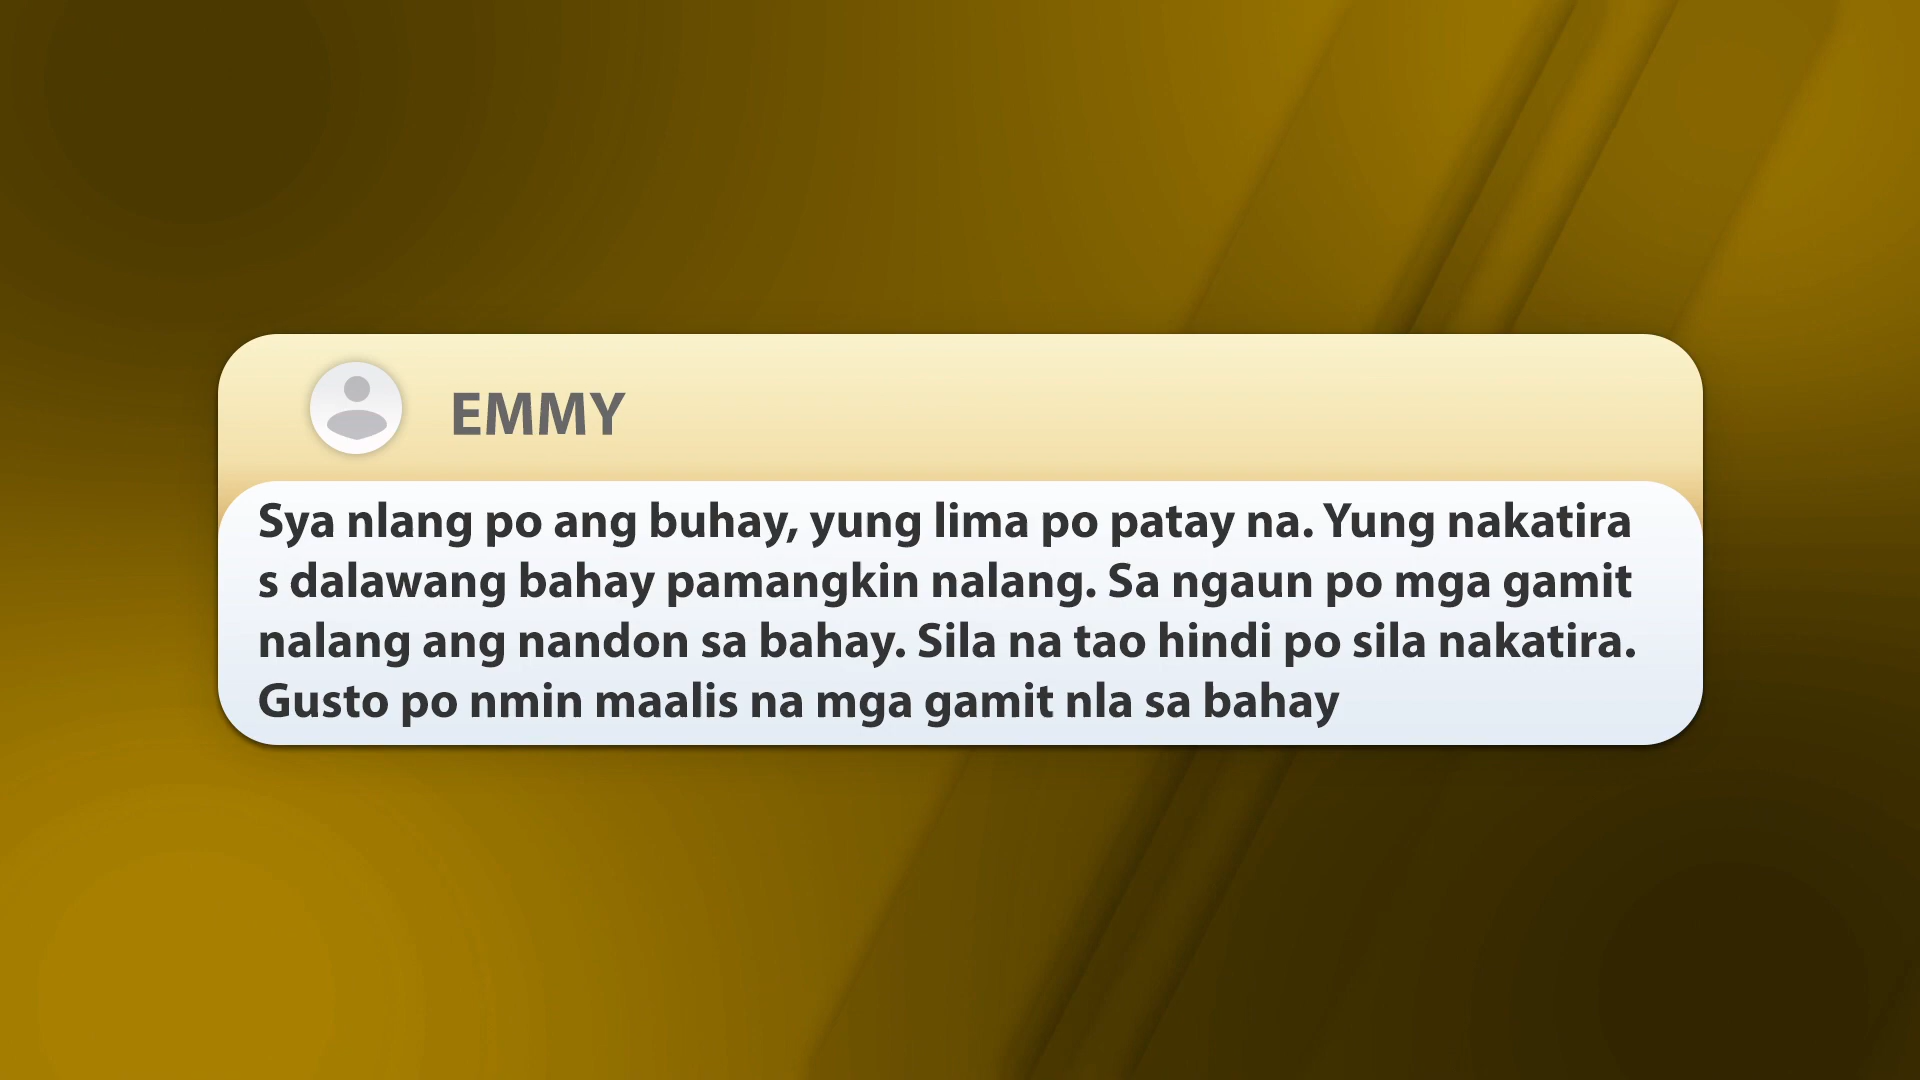 EMMY
Sya nlang po ang buhay, yung lima po patay na. Yung nakatira
s dalawang bahay pamangkin nalang. Sa ngaun po mga gamit
nalang ang nandon sa bahay. Sila na tao hindi po sila nakatira.
Gusto po nmin maalis na mga gamit nla sa bahay